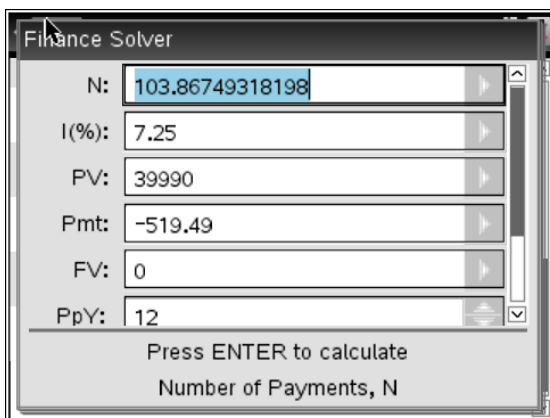 Finance Solver
N: 103.86749318198
I(%): 7.25
PV: 39990
Pmt: -519.49
FV: 0
PpY: 12
Press ENTER to calculate
Number of Payments, N